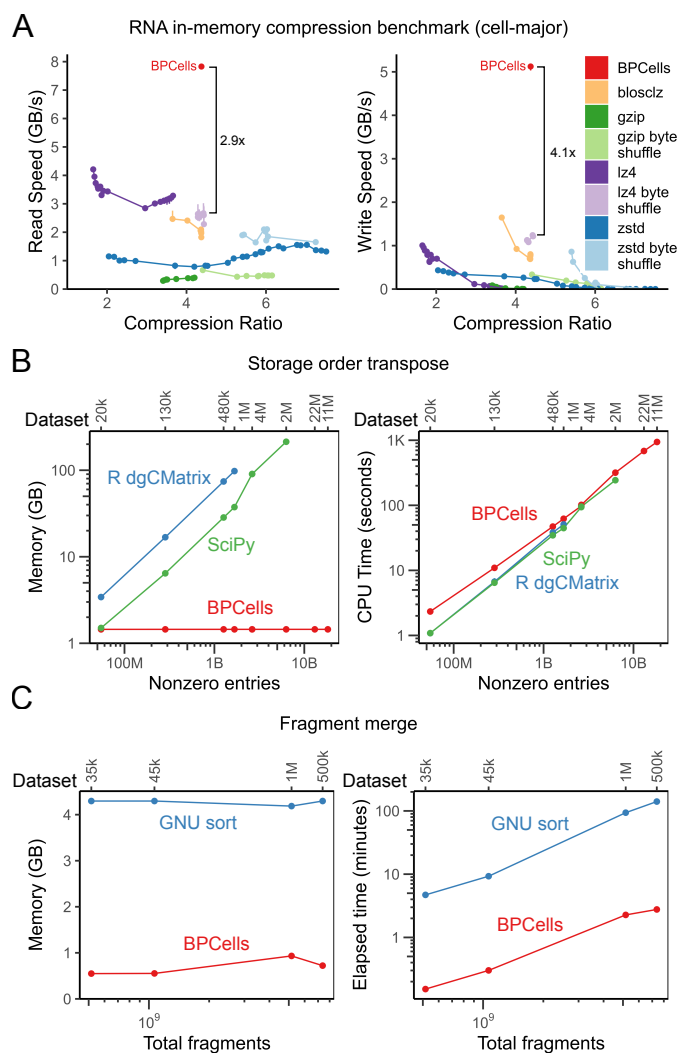 A
RNA in-memory compression benchmark (cell-major)
Read Speed (GB/s)
8
7
6
5
4
3
2
1
0
BPCells
2.9x
2
4
6
Compression Ratio
Write Speed (GB/s)
5
4
3
2
1
0
BPCells
4.1x
2
4
6
Compression Ratio
BPCells
blosclz
gzip
gzip byte
shuffle
lz4
lz4 byte
shuffle
zstd
zstd byte
shuffle
B
Storage order transpose
Dataset
20k
130k
480k
1M
4M
2M
22M
11M
Memory (GB)
100
10
1
R dgCMatrix
SciPy
BPCells
100M
1B
10B
Nonzero entries
Dataset
20k
130k
480k
1M
4M
2M
22M
11M
CPU Time (seconds)
1K
100
10
1
BPCells
SciPy
R dgCMatrix
100M
1B
10B
Nonzero entries
C
Fragment merge
Dataset
35k
45k
1M
500k
Memory (GB)
4
3
2
1
0
GNU sort
BPCells
10⁹
Total fragments
Dataset
35k
45k
1M
500k
Elapsed time (minutes)
100
10
1
GNU sort
BPCells
10⁹
Total fragments